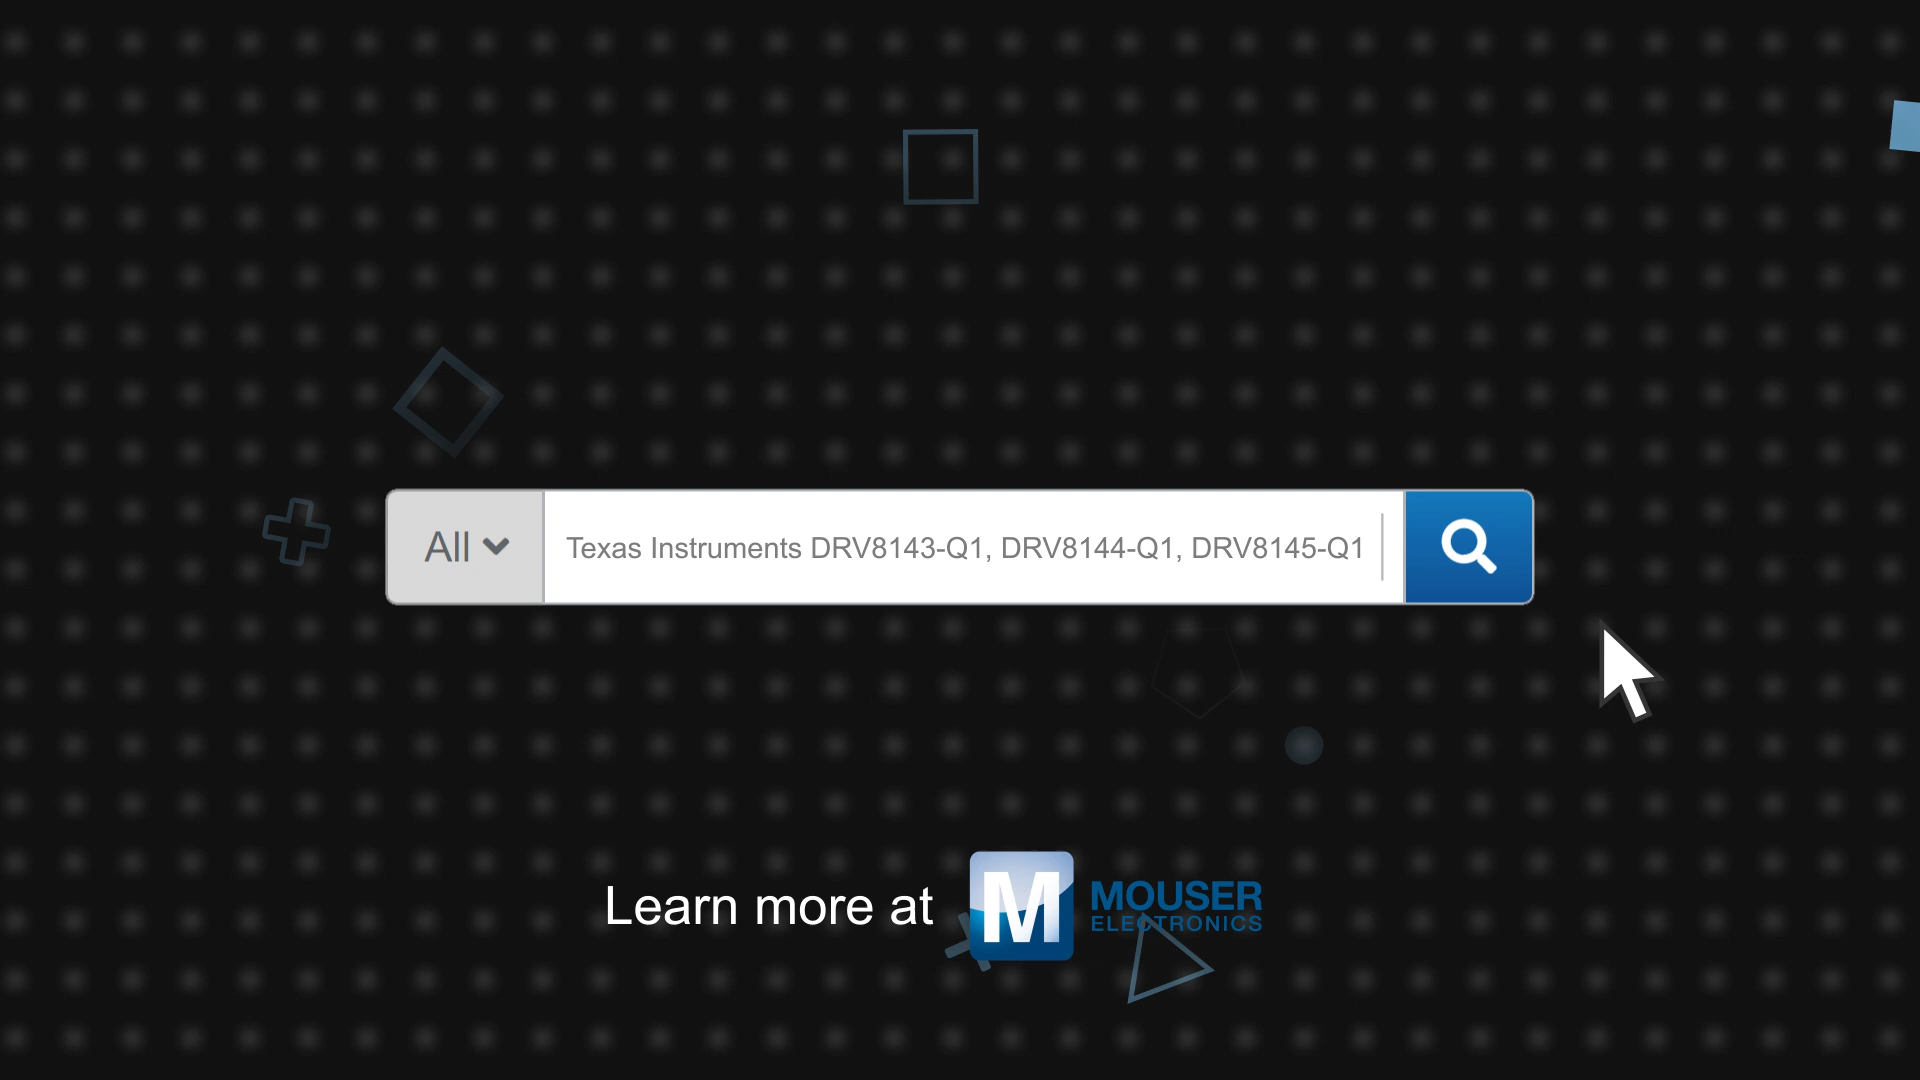 All
Texas Instruments DRV8143-Q1, DRV8144-Q1, DRV8145-Q1
Learn more at
M
MOUSER
ELECTRONICS